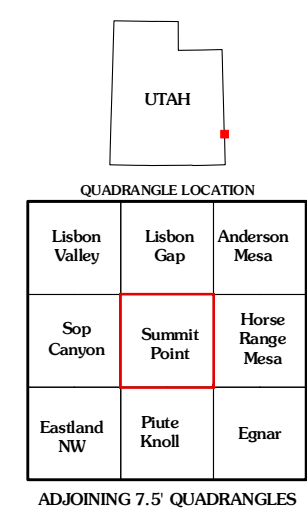 UTAH
QUADRANGLE LOCATION
Lisbon
Valley
Lisbon
Gap
Anderson
Mesa
Sop
Canyon
Summit
Point
Horse
Range
Mesa
Eastland
NW
Piute
Knoll
Egnar
ADJOINING 7.5' QUADRANGLES